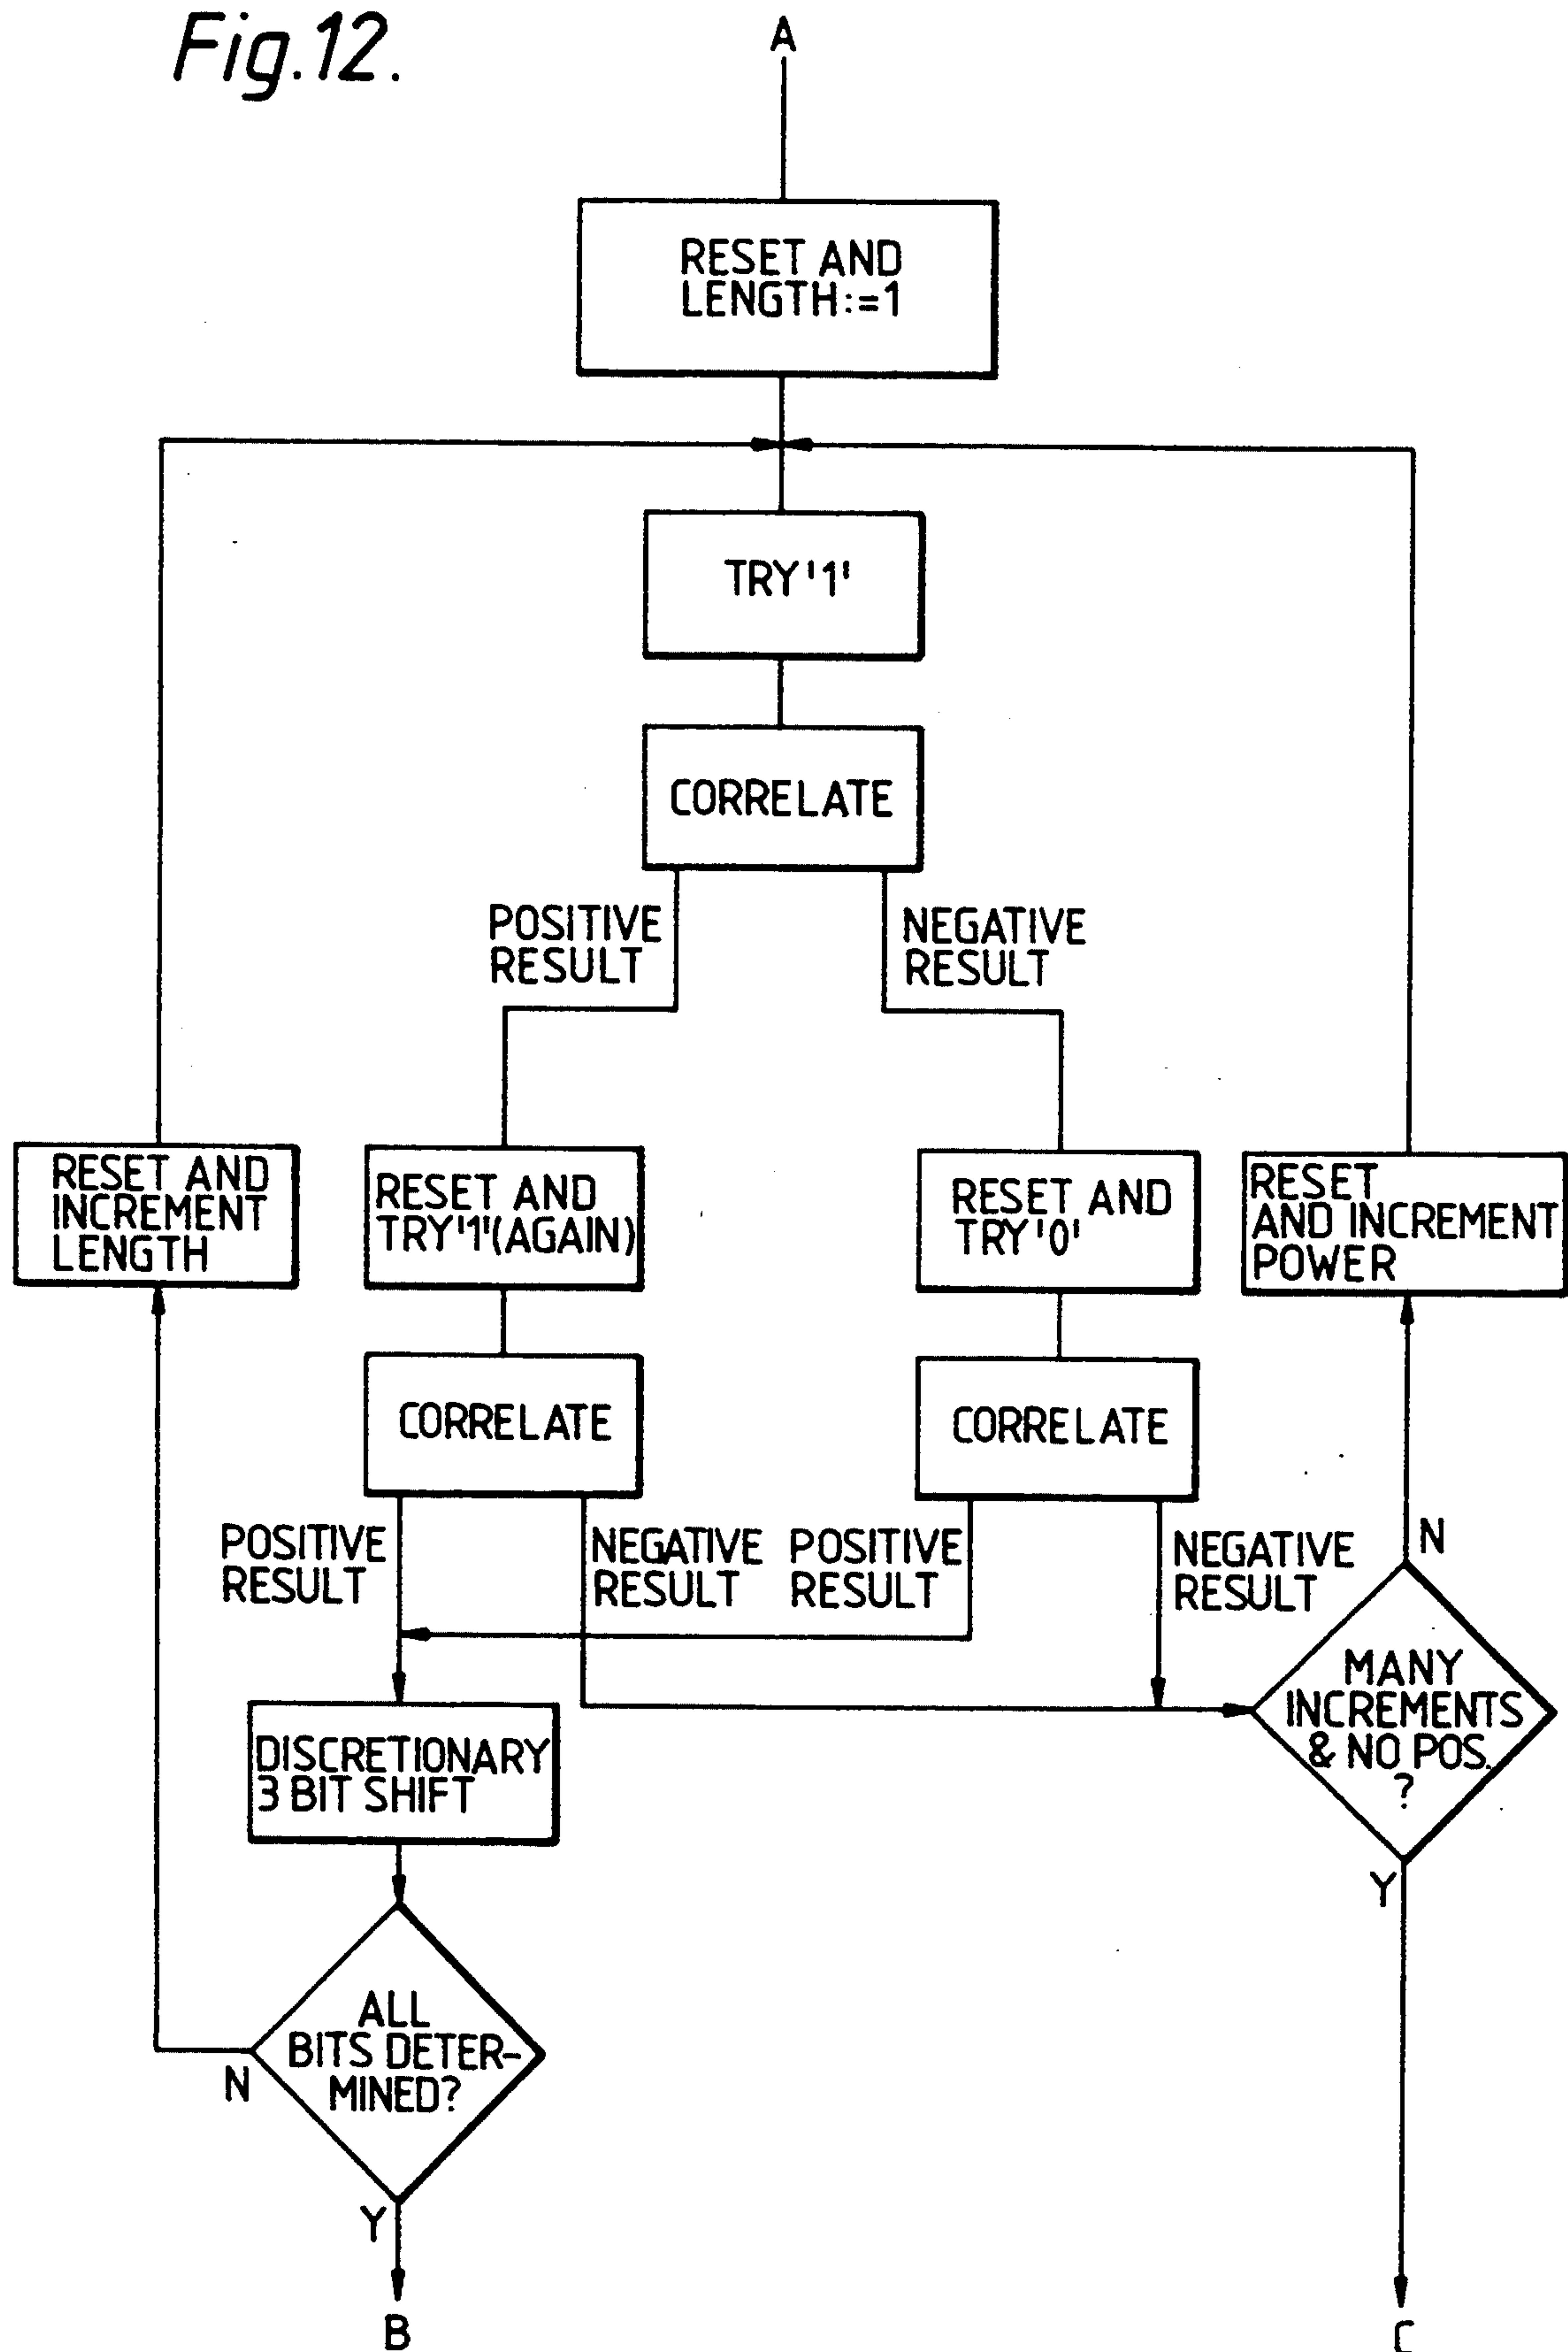 Fig.12.
A
RESET AND
LENGTH:=1
TRY'1'
CORRELATE
POSITIVE
RESULT
NEGATIVE
RESULT
RESET AND
INCREMENT
LENGTH
RESET AND
TRY'1'(AGAIN)
RESET AND
TRY'0'
RESET
AND INCREMENT
POWER
CORRELATE
CORRELATE
POSITIVE
RESULT
NEGATIVE
RESULT
POSITIVE
RESULT
NEGATIVE
RESULT
N
MANY
INCREMENTS
& NO POS.
?
Y
DISCRETIONARY
3 BIT SHIFT
ALL
BITS DETER-
MINED?
N
Y
B
C